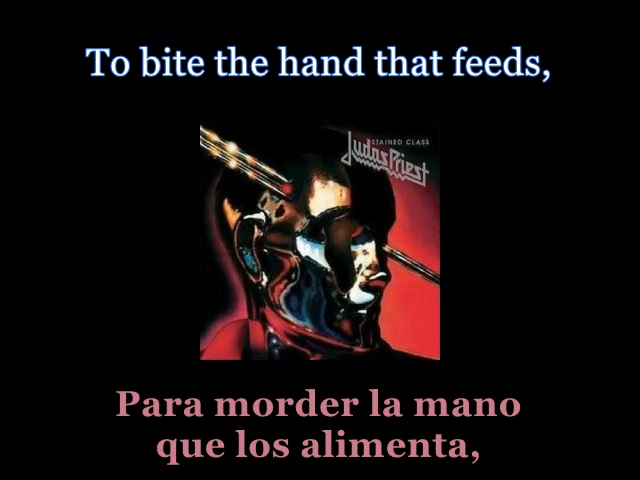 To bite the hand that feeds,
STAINED CLASS
Judas Priest
Para morder la mano
que los alimenta,